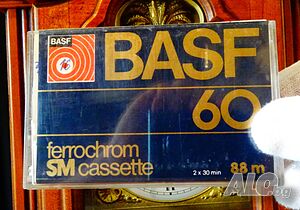 BASF
BASF
60
ferrochrom
SM cassette
2 x 30 min
88 m
ALO.bg